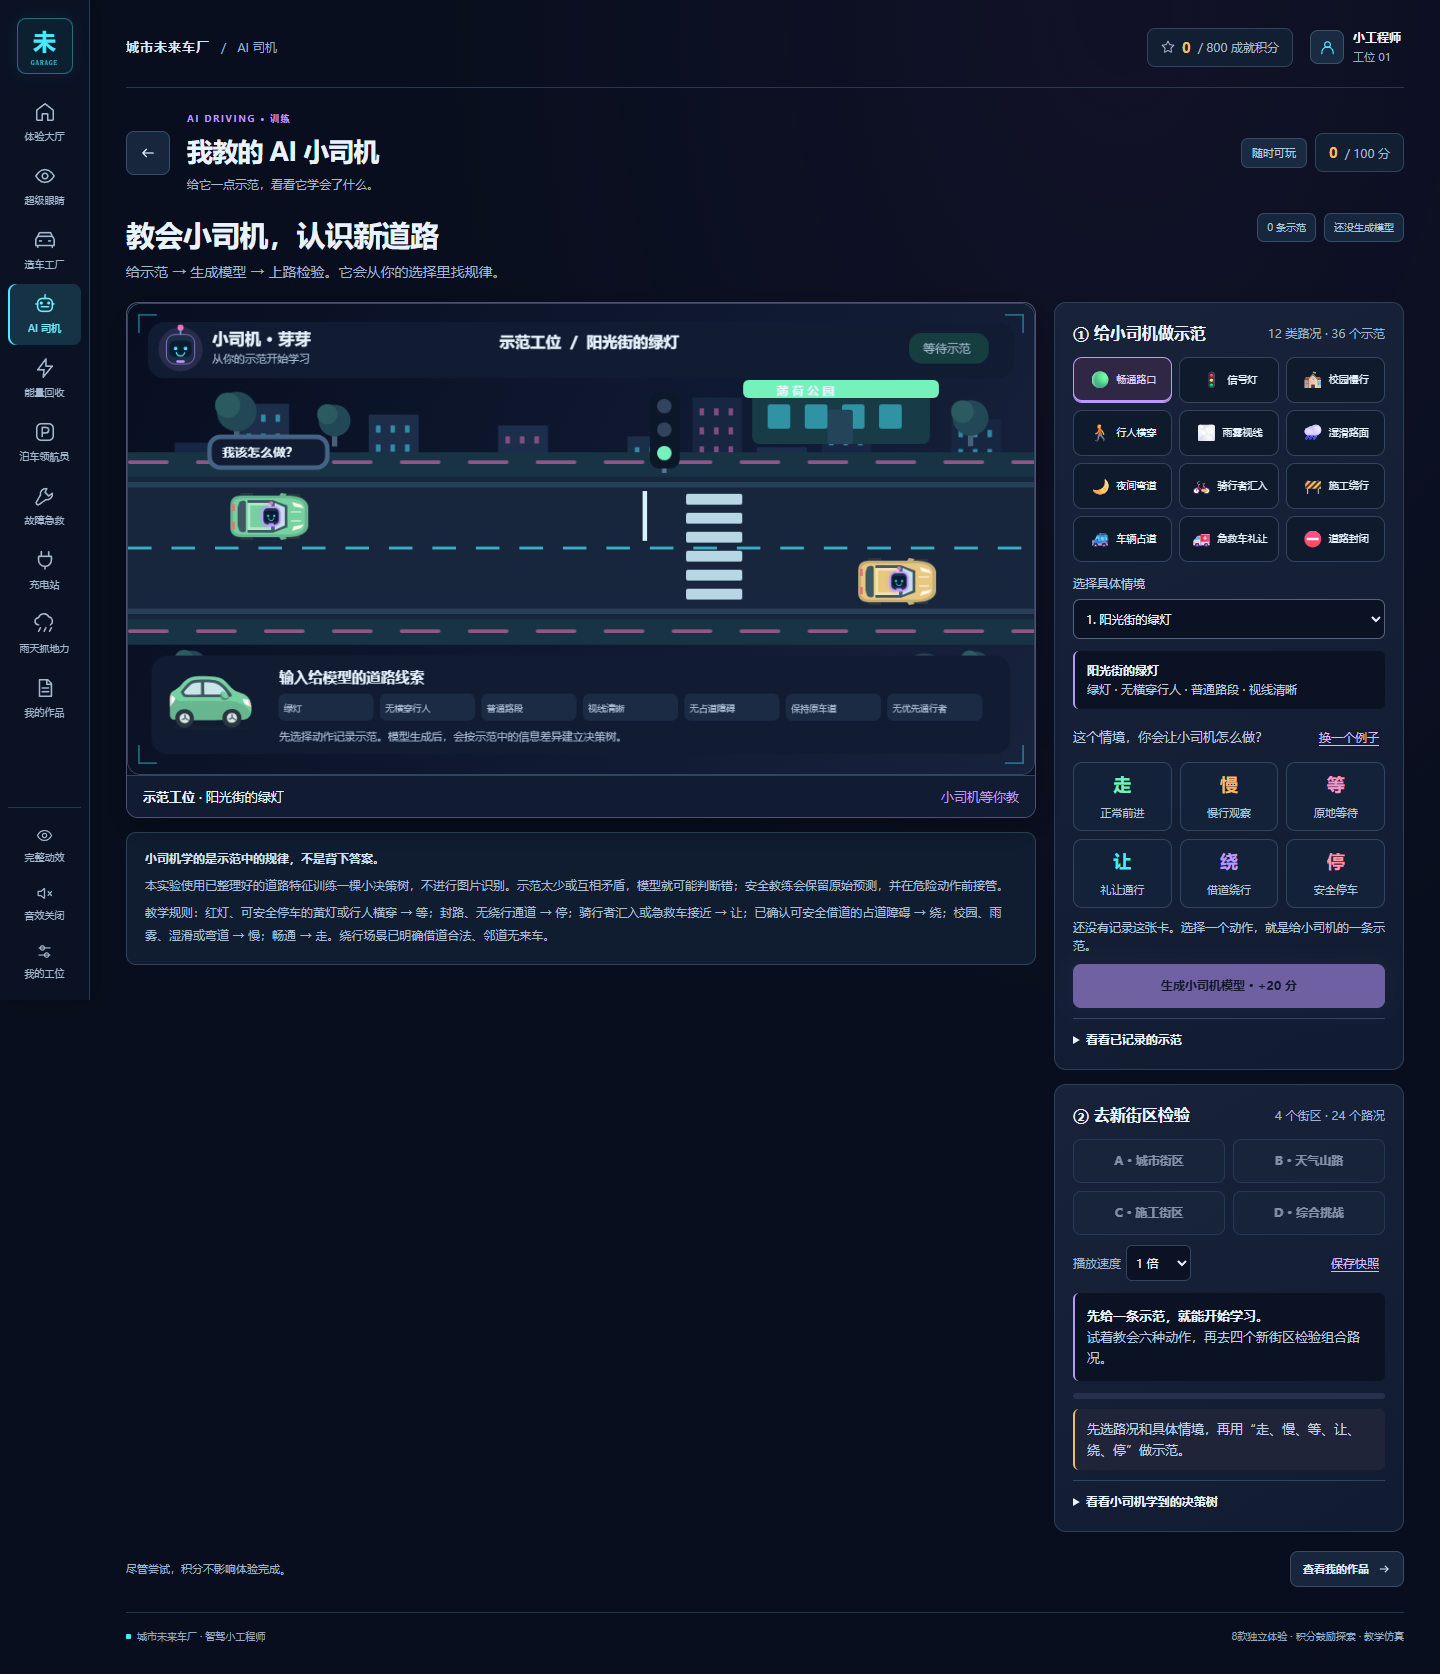 未
GARAGE
体验大厅
超级眼睛
造车工厂
AI 司机
能量回收
泊车领航员
故障急救
充电站
雨天抓地力
我的作品
完整动效
音效关闭
我的工位
城市未来车厂 / AI 司机
0 / 800 成就积分
小工程师
工位 01
AI DRIVING • 训练
我教的 AI 小司机
给它一点示范，看看它学会了什么。
随时可玩
0 / 100 分
教会小司机，认识新道路
给示范 → 生成模型 → 上路检验。它会从你的选择里找规律。
0 条示范
还没生成模型
小司机・芽芽
从你的示范开始学习
示范工位 / 阳光街的绿灯
等待示范
薄荷公园
我该怎么做？
输入给模型的道路线索
绿灯
无横穿行人
普通路段
视线清晰
无占道障碍
保持原车道
无优先通行者
先选择动作记录示范。模型生成后，会按示范中的信息差异建立决策树。
示范工位 · 阳光街的绿灯
小司机等你教
小司机学的是示范中的规律，不是背下答案。
本实验使用已整理好的道路特征训练一棵小决策树，不进行图片识别。示范太少或互相矛盾，模型就可能判断错；安全教练会保留原始预测，并在危险动作前接管。
教学规则：红灯、可安全停车的黄灯或行人横穿 → 等；封路、无绕行通道 → 停；骑行者汇入或急救车接近 → 让；已确认可安全借道的占道障碍 → 绕；校园、雨
雾、湿滑或弯道 → 慢；畅通 → 走。绕行场景已明确借道合法、邻道无来车。
① 给小司机做示范
12 类路况 · 36 个示范
畅通路口
信号灯
校园慢行
行人横穿
雨雾视线
湿滑路面
夜间弯道
骑行者汇入
施工绕行
车辆占道
急救车礼让
道路封闭
选择具体情境
1. 阳光街的绿灯
阳光街的绿灯
绿灯 · 无横穿行人 · 普通路段 · 视线清晰
这个情境，你会让小司机怎么做？
换一个例子
走
正常前进
慢
慢行观察
等
原地等待
让
礼让通行
绕
借道绕行
停
安全停车
还没有记录这张卡。选择一个动作，就是给小司机的一条示
范。
生成小司机模型 • +20 分
看看已记录的示范
② 去新街区检验
4 个街区 · 24 个路况
A • 城市街区
B • 天气山路
C • 施工街区
D • 综合挑战
播放速度
1 倍
保存快照
先给一条示范，就能开始学习。
试着教会六种动作，再去四个新街区检验组合路
况。
先选路况和具体情境，再用“走、慢、等、让、
绕、停”做示范。
看看小司机学到的决策树
尽管尝试，积分不影响体验完成。
查看我的作品 →
城市未来车厂 · 智驾小工程师
8款独立体验 · 积分鼓励探索 · 教学仿真